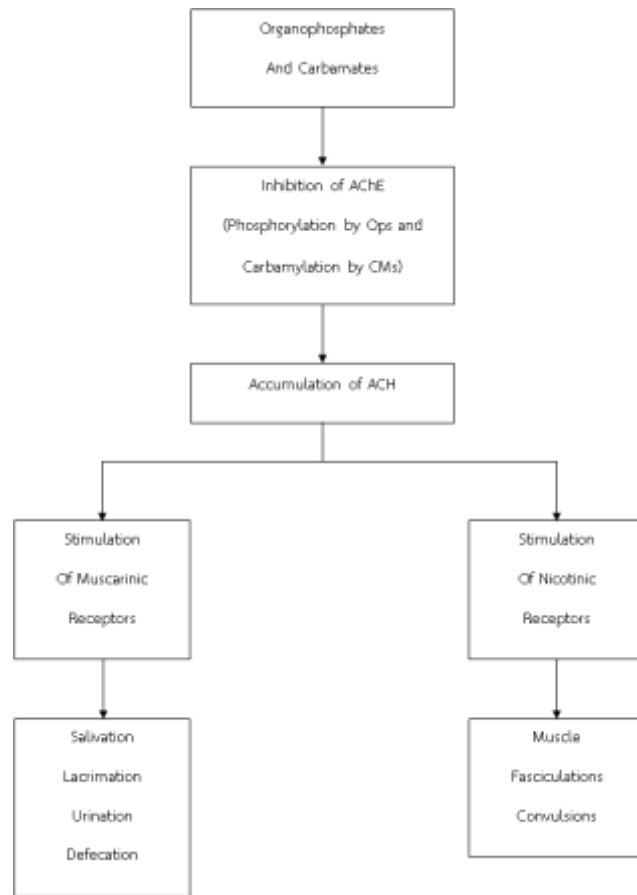 Organophosphates
And Carbamates
Inhibition of AChE
(Phosphorylation by Ops and
Carbamylation by CMs)
Accumulation of ACH
Stimulation
Of Muscarinic
Receptors
Stimulation
Of Nicotinic
Receptors
Salivation
Lacrimation
Urination
Defecation
Muscle
Fasciculations
Convulsions